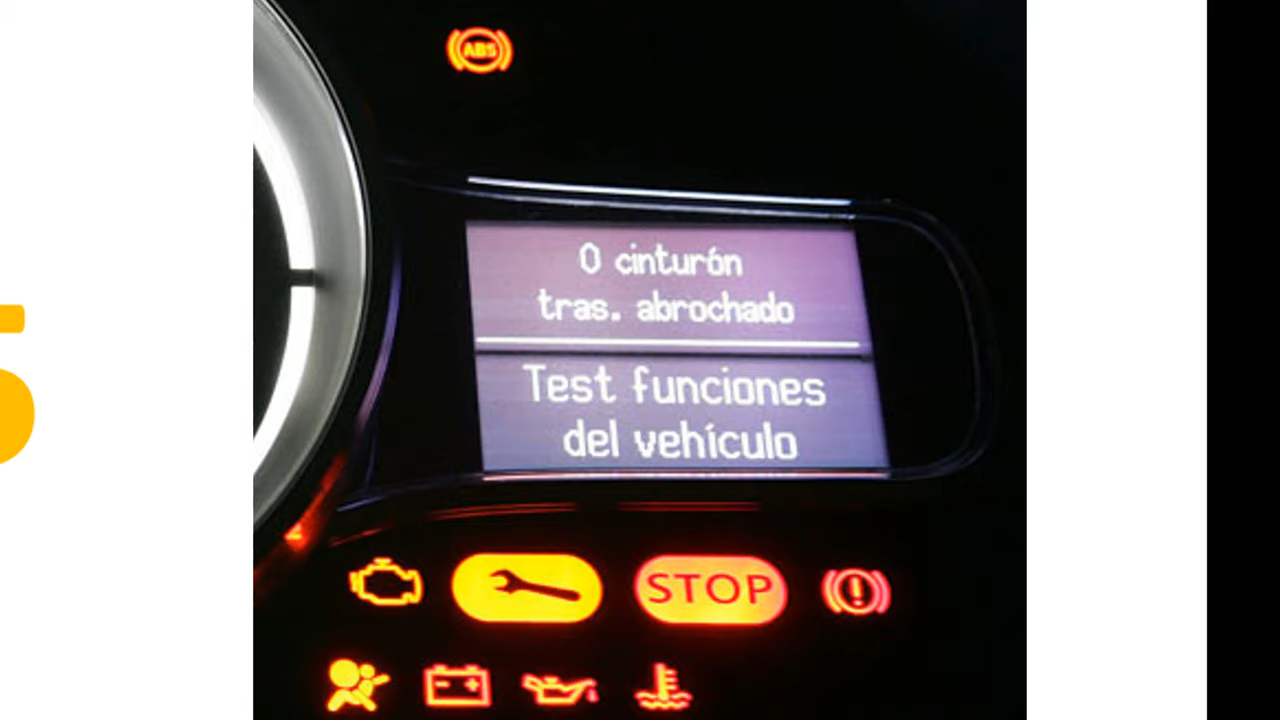 ABS
0 cinturón
tras. abrochado
Test funciones
del vehículo
STOP